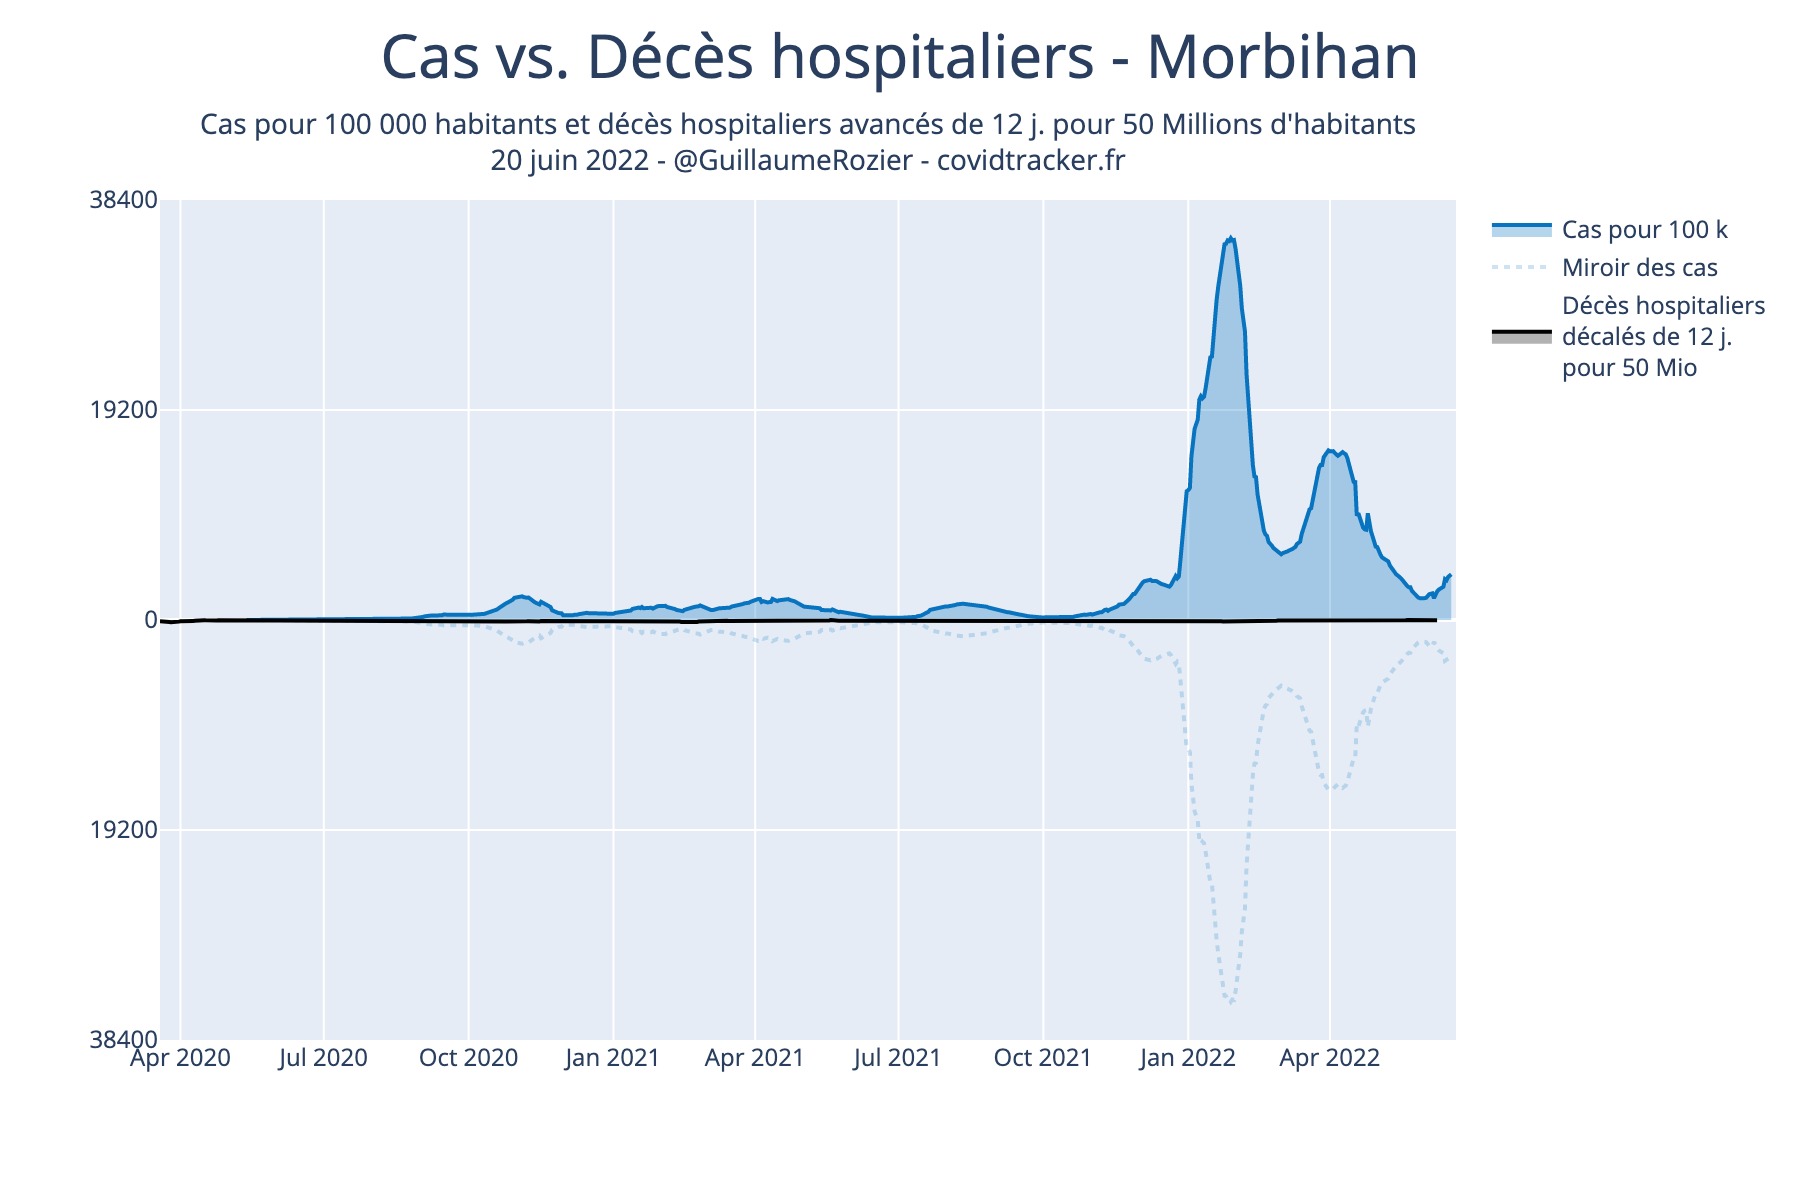 Cas vs. Décès hospitaliers - Morbihan
Cas pour 100 000 habitants et décès hospitaliers avancés de 12 j. pour 50 Millions d'habitants
20 juin 2022 - @GuillaumeRozier - covidtracker.fr
38400
19200
0
19200
38400
Apr 2020
Jul 2020
Oct 2020
Jan 2021
Apr 2021
Jul 2021
Oct 2021
Jan 2022
Apr 2022
Cas pour 100 k
Miroir des cas
Décès hospitaliers
décalés de 12 j.
pour 50 Mio